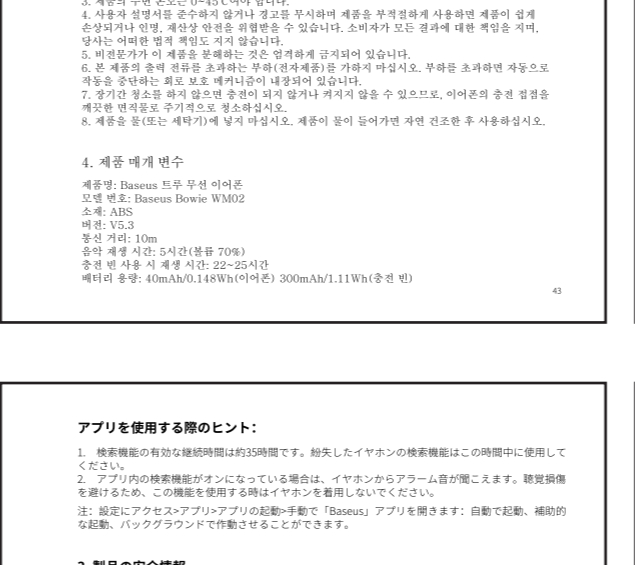 3. 제품의 주변 온도는 0~45℃여야 합니다.
4. 사용자 설명서를 준수하지 않거나 경고를 무시하며 제품을 부적절하게 사용하면 제품이 쉽게
손상되거나 인명, 재산상 안전을 위협받을 수 있습니다. 소비자가 모든 결과에 대한 책임을 지며,
당사는 어떠한 법적 책임도 지지 않습니다.
5. 비전문가가 이 제품을 분해하는 것은 엄격하게 금지되어 있습니다.
6. 본 제품의 출력 전류를 초과하는 부하(전자제품)를 가하지 마십시오. 부하를 초과하면 자동으로
작동을 중단하는 회로 보호 메커니즘이 내장되어 있습니다.
7. 장기간 청소를 하지 않으면 충전이 되지 않거나 켜지지 않을 수 있으므로, 이어폰의 충전 접점을
깨끗한 면직물로 주기적으로 청소하십시오.
8. 제품을 물(또는 세탁기)에 넣지 마십시오. 제품이 물이 들어가면 자연 건조한 후 사용하십시오.
4. 제품 매개 변수
제품명: Baseus 트루 무선 이어폰
모델 번호: Baseus Bowie WM02
소재: ABS
버전: V5.3
통신 거리: 10m
음악 재생 시간: 5시간(볼륨 70%)
충전 빈 사용 시 재생 시간: 22~25시간
배터리 용량: 40mAh/0.148Wh(이어폰) 300mAh/1.11Wh(충전 빈)
43
アプリを使用する際のヒント：
1. 検索機能の有効な継続時間は約35時間です。紛失したイヤホンの検索機能はこの時間中に使用して
ください。
2. アプリ内の検索機能がオンになっている場合は、イヤホンからアラーム音が聞こえます。聴覚損傷
を避けるため、この機能を使用する時はイヤホンを着用しないでください。
注：設定にアクセス>アプリ>アプリの起動>手動で「Baseus」アプリを開きます：自動で起動、補助的
な起動、バックグラウンドで作動させることができます。
3. 製品の安全情報